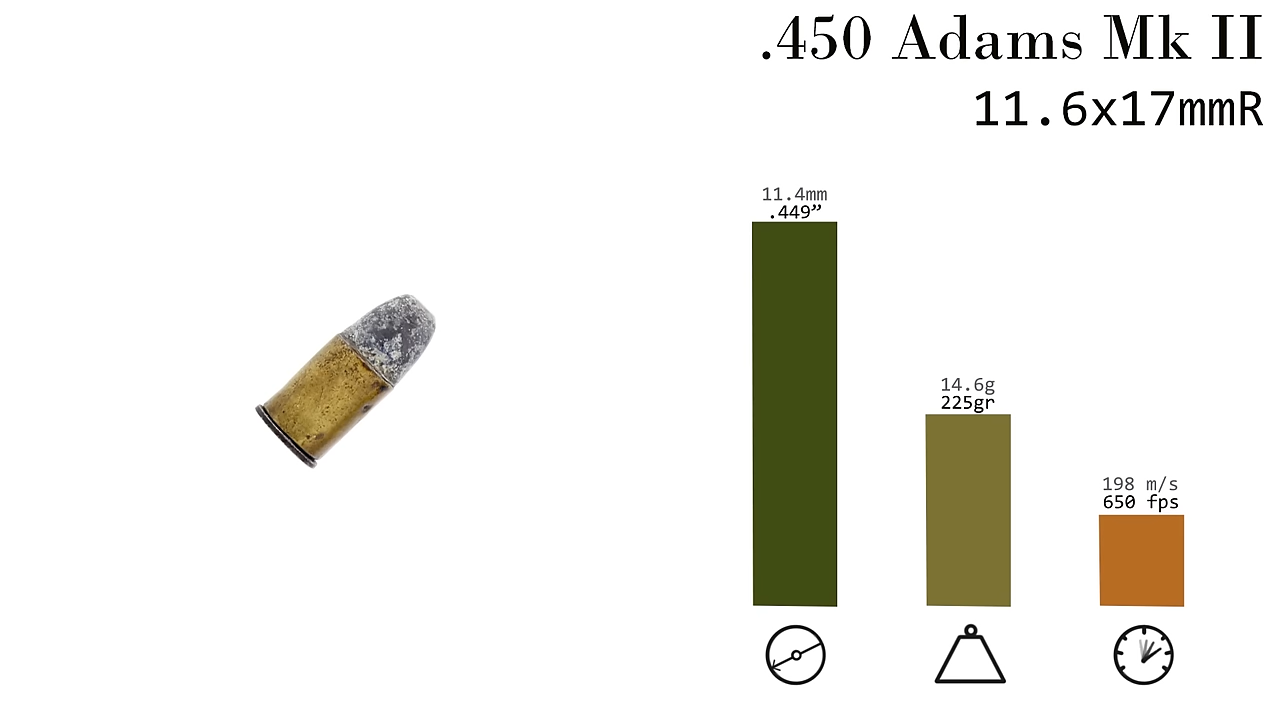 .450 Adams Mk II
11.6x17mmR
11.4mm
.449”
14.6g
225gr
198 m/s
650 fps